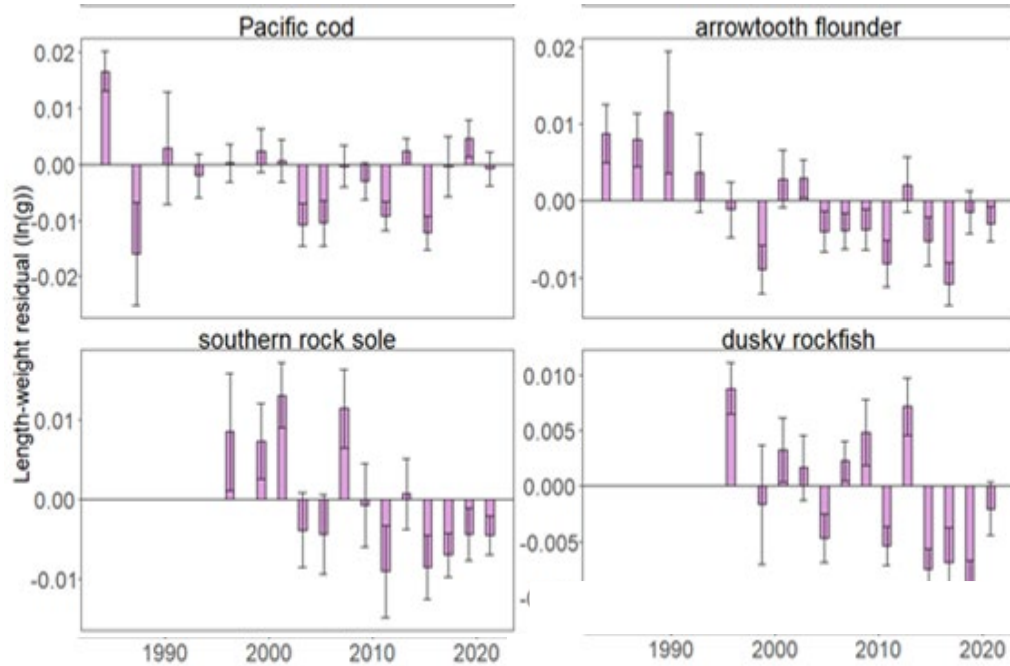 Pacific cod
arrowtooth flounder
0.02
0.01
0.00
-0.01
-0.02
0.02
0.01
0.00
-0.01
Length-weight residual (ln(g))
southern rock sole
dusky rockfish
0.01
0.00
-0.01
0.010
0.005
0.000
-0.005
1990 2000 2010 2020
1990 2000 2010 2020